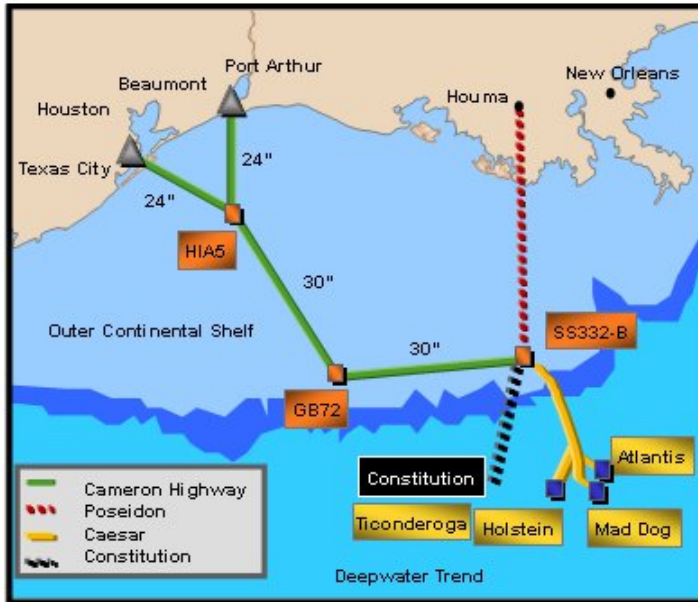 Port Arthur
Beaumont
New Orleans
Houston
Houma
Texas City
24"
24"
HIA5
30"
Outer Continental Shelf
30"
SS332-B
GB72
Constitution
Atlantis
Ticonderoga
Holstein
Mad Dog
Cameron Highway
Poseidon
Caesar
Constitution
Deepwater Trend